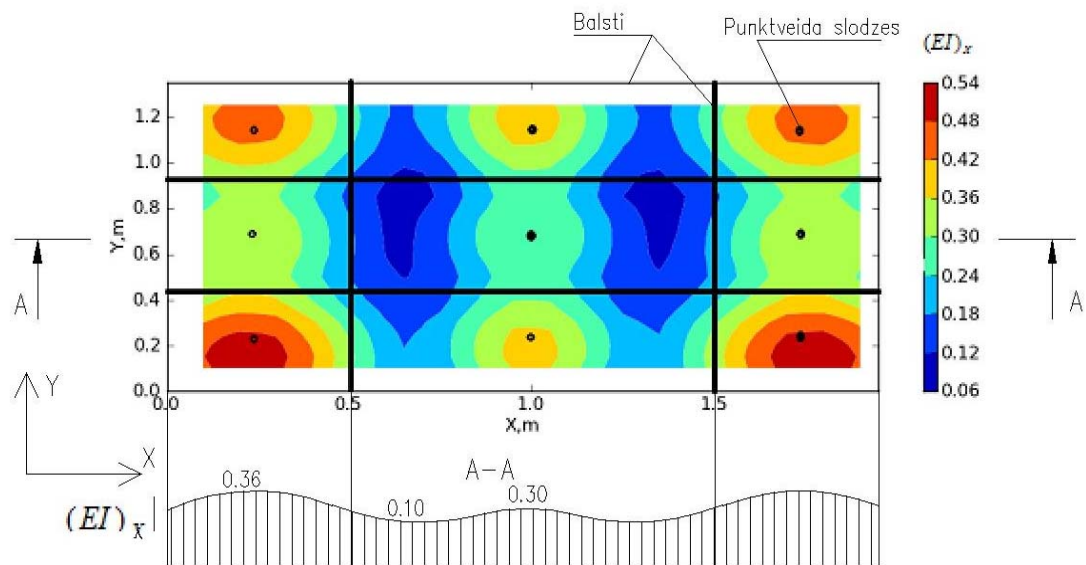 Balsti
Punktveida slodzes
(EI)x
0.54
0.48
0.42
0.36
0.30
0.24
0.18
0.12
0.06
1.2
1.0
0.8
0.6
0.4
0.2
0.0
Y,m
0.0
0.5
1.0
1.5
X,m
A
A
Y
X
A-A
0.36
0.10
0.30
(EI)X